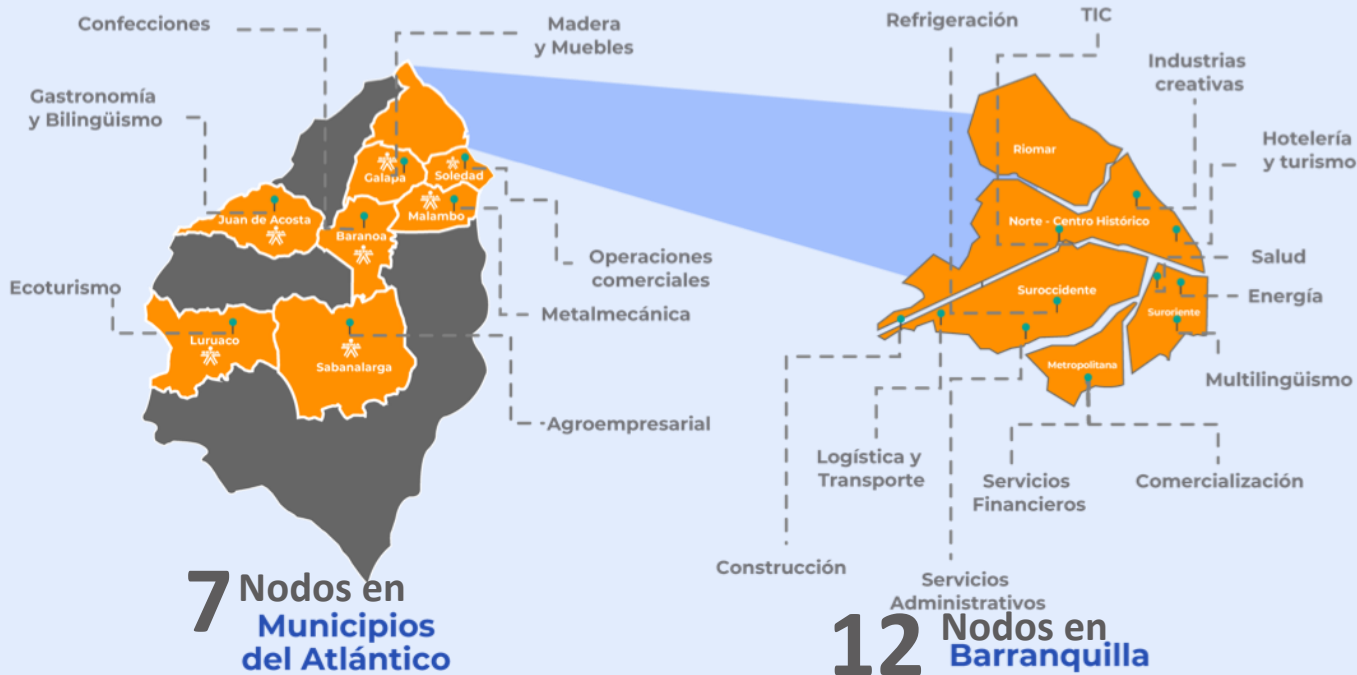 Confecciones
Madera
y Muebles
Gastronomía
y Bilingüismo
Galapa
Soledad
Juan de Acosta
Malambo
Baranoa
Operaciones
comerciales
Ecoturismo
Metalmecánica
Luruaco
Sabanalarga
Agroempresarial
7 Nodos en
Municipios
del Atlántico
Refrigeración
TIC
Industrias
creativas
Hotelería
y turismo
Riomar
Norte - Centro Histórico
Salud
Suroccidente
Energía
Suroriente
Metropolitana
Multilingüismo
Logística y
Transporte
Servicios
Financieros
Comercialización
Construcción
Servicios
Administrativos
12 Nodos en
Barranquilla